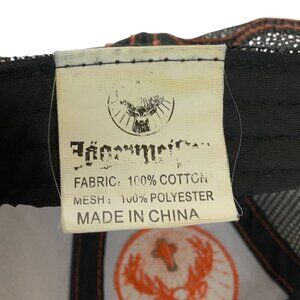 Jägermeister
FABRIC: 100% COTTON
MESH: 100% POLYESTER
MADE IN CHINA